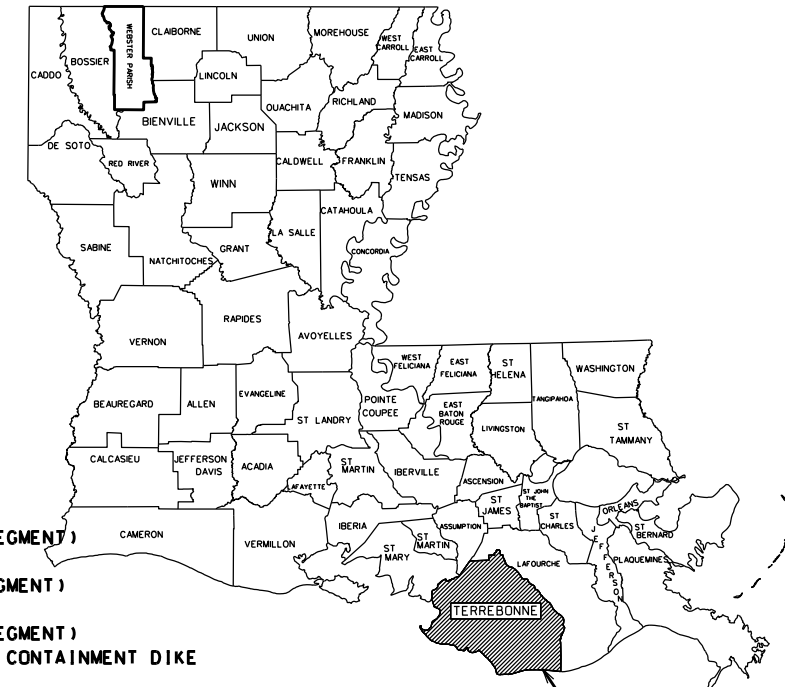 WEBSTER PARISH
CLAIBORNE
UNION
MOREHOUSE
WEST
CARROLL
EAST
CARROLL
CADDO
BOSSIER
LINCOLN
OUACHITA
RICHLAND
MADISON
BIENVILLE
JACKSON
DE SOTO
RED RIVER
CALDWELL
FRANKLIN
TENSAS
WINN
CATAHOULA
SABINE
NATCHITOCHES
GRANT
LA SALLE
CONCORDIA
VERNON
RAPIDES
AVOYELLES
WEST
FELICIANA
EAST
FELICIANA
ST
HELENA
TANGIPAHOA
WASHINGTON
BEAUREGARD
ALLEN
EVANGELINE
ST LANDRY
POINTE
COUPEE
EAST
BATON
ROUGE
LIVINGSTON
ST
TAMMANY
CALCASIEU
JEFFERSON
DAVIS
ACADIA
LAFAYETTE
ST
MARTIN
IBERVILLE
ASCENSION
ST
JAMES
ST JOHN
THE
BAPTIST
ST
CHARLES
ORLEANS
JEFFERSON
ST
BERNARD
PLAQUEMINES
CAMERON
VERMILLON
IBERIA
ST
MARY
ST
MARTIN
ASSUMPTION
LAFOURCHE
TERREBONNE
EGMENT)
GMENT)
EGMENT)
CONTAINMENT DIKE